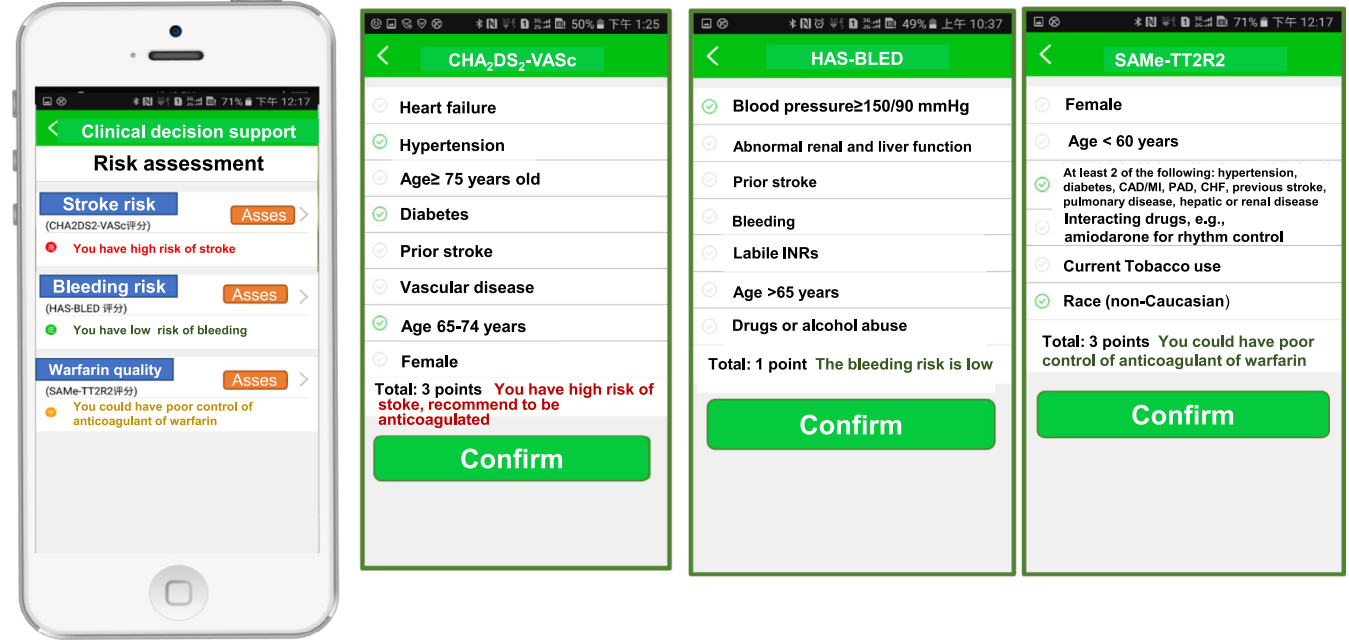 71% 下午 12:17
Clinical decision support
Risk assessment
Stroke risk
Asses
(CHA2DS2-VASc评分)
You have high risk of stroke
Bleeding risk
Asses
(HAS-BLED 评分)
You have low risk of bleeding
Warfarin quality
Asses
(SAMe-TT2R2评分)
You could have poor control of
anticoagulant of warfarin
50% 下午 1:25
CHA₂DS₂-VASc
Heart failure
Hypertension
Age≥ 75 years old
Diabetes
Prior stroke
Vascular disease
Age 65-74 years
Female
Total: 3 points You have high risk of
stoke, recommend to be
anticoagulated
Confirm
49% 上午 10:37
HAS-BLED
Blood pressure≥150/90 mmHg
Abnormal renal and liver function
Prior stroke
Bleeding
Labile INRs
Age >65 years
Drugs or alcohol abuse
Total: 1 point The bleeding risk is low
Confirm
71% 下午 12:17
SAMe-TT2R2
Female
Age < 60 years
At least 2 of the following: hypertension,
diabetes, CAD/MI, PAD, CHF, previous stroke,
pulmonary disease, hepatic or renal disease
Interacting drugs, e.g.,
amiodarone for rhythm control
Current Tobacco use
Race (non-Caucasian)
Total: 3 points You could have poor
control of anticoagulant of warfarin
Confirm